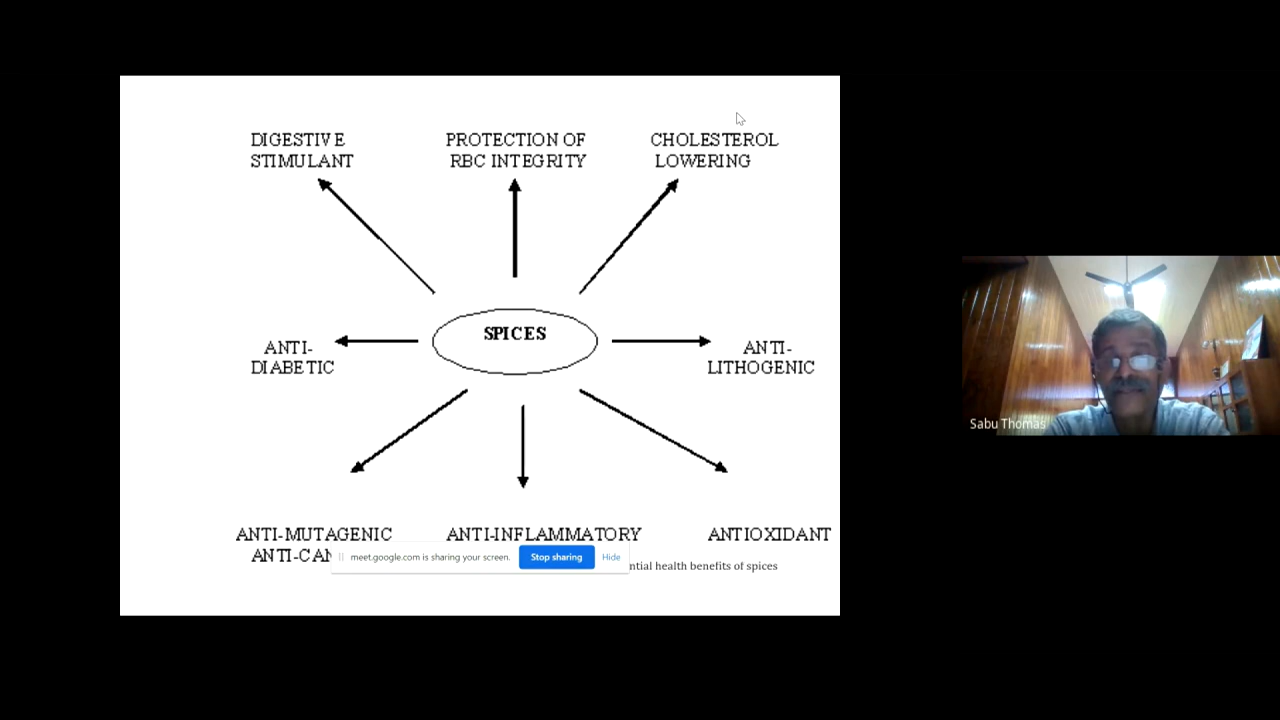 DIGESTIVE
STIMULANT
PROTECTION OF
RBC INTEGRITY
CHOLESTEROL
LOWERING
SPICES
ANTI-
DIABETIC
ANTI-
LITHOGENIC
ANTI-MUTAGENIC
ANTI-CAN
ANTI-INFLAMMATORY
ANTIOXIDANT
meet.google.com is sharing your screen.
Stop sharing
Hide
ntial health benefits of spices
Sabu Thomas